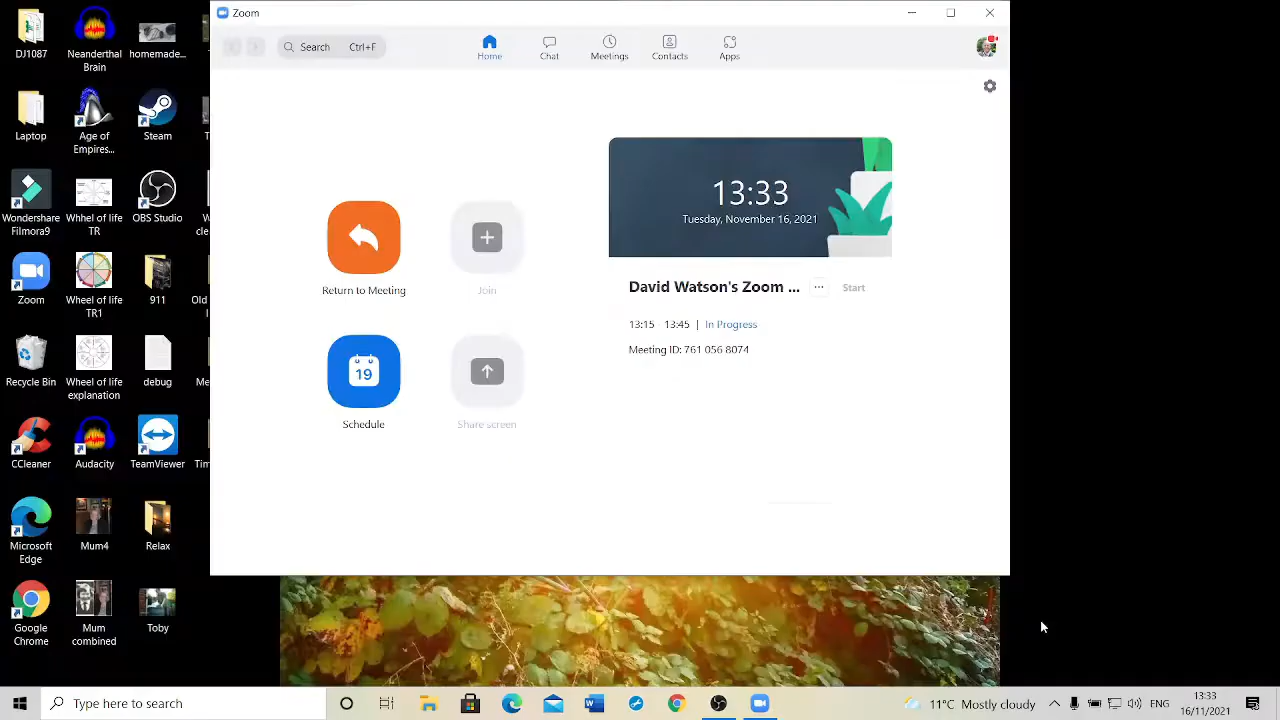 Zoom
Search Ctrl+F
Home
Chat
Meetings
Contacts
Apps
13:33
Tuesday, November 16, 2021
David Watson's Zoom ...
Start
13:15 - 13:45 | In Progress
Meeting ID: 761 056 8074
Return to Meeting
Join
19
Schedule
Share screen
DJ1087
Neanderthal
Brain
homemade...
Laptop
Age of
Empires...
Steam
Wondershare
Filmora9
Whhel of life
TR
OBS Studio
Zoom
Wheel of life
TR1
911
Old
Recycle Bin
Wheel of life
explanation
debug
Me
CCleaner
Audacity
TeamViewer
Tim
Microsoft
Edge
Mum4
Relax
Google
Chrome
Mum
combined
Toby
Type here to search
11°C Mostly cloudy
ENG
13:33
16/11/2021